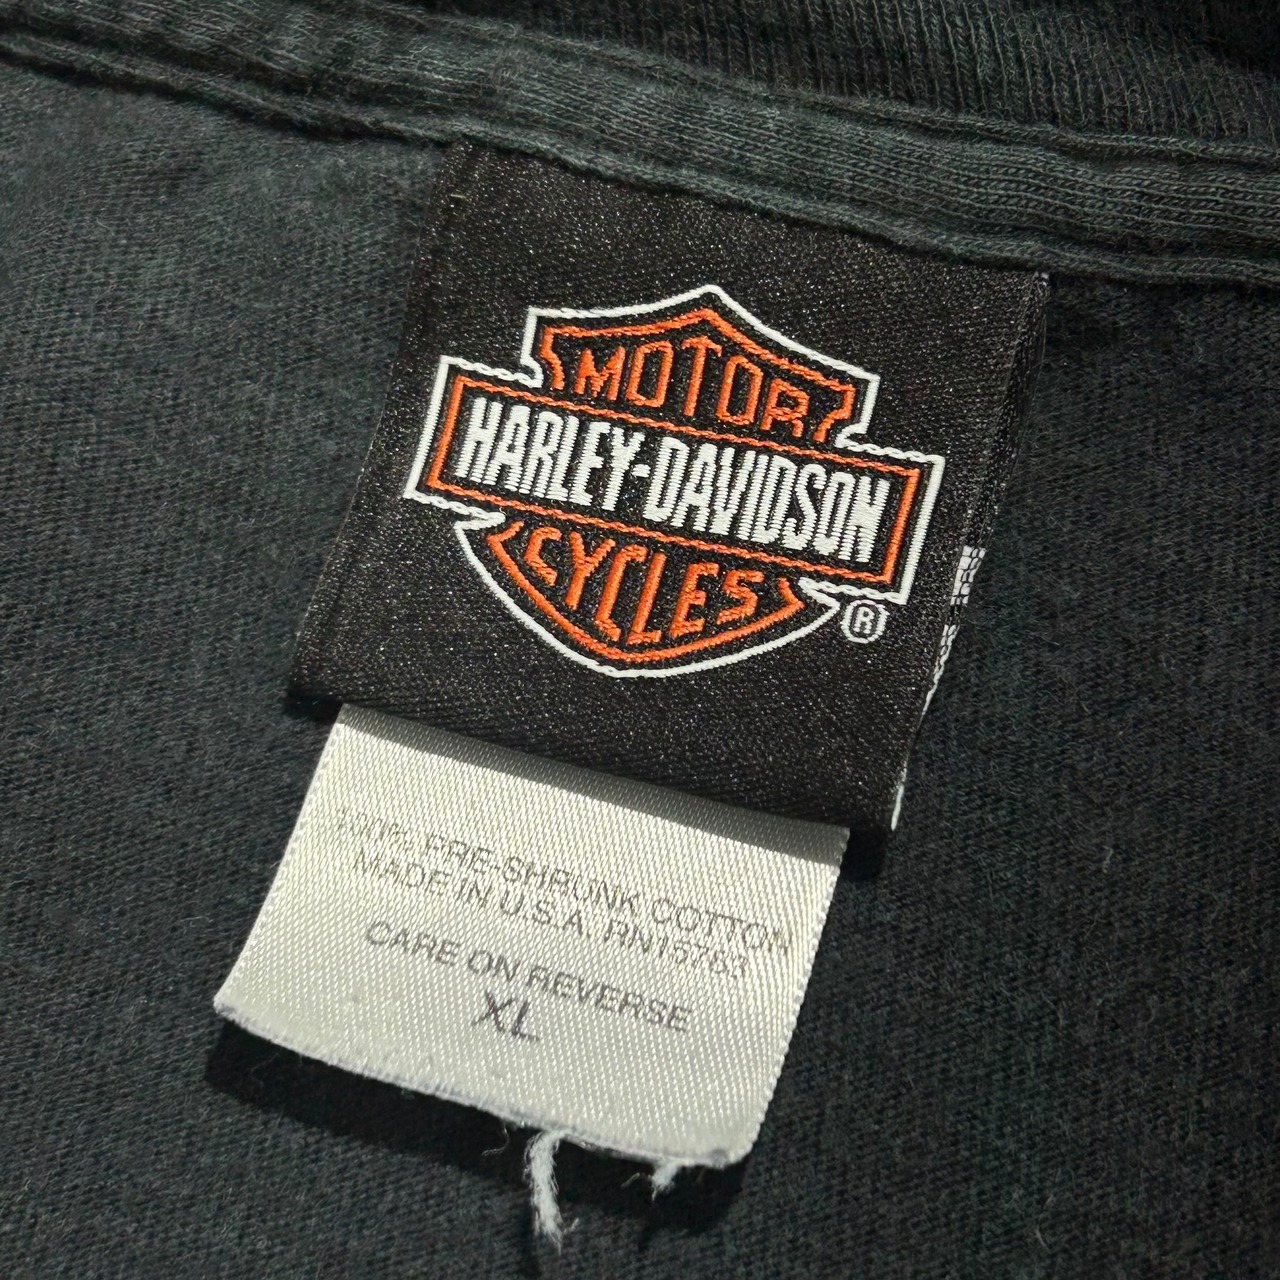 MOTOR
HARLEY-DAVIDSON
CYCLES
®
100% PRE-SHRUNK COTTON
MADE IN U.S.A. RN15763
CARE ON REVERSE
XL